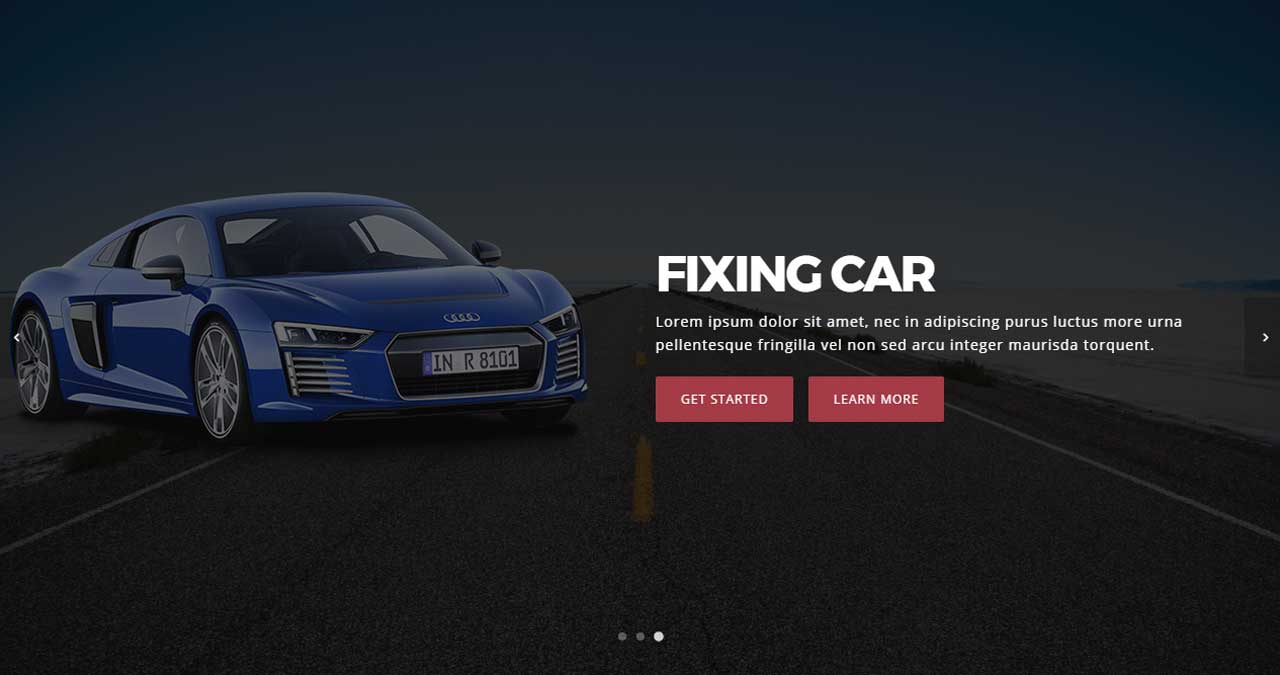 FIXING CAR
Lorem ipsum dolor sit amet, nec in adipiscing purus luctus more urna
pellentesque fringilla vel non sed arcu integer maurisda torquent.
GET STARTED LEARN MORE
IN R 8101